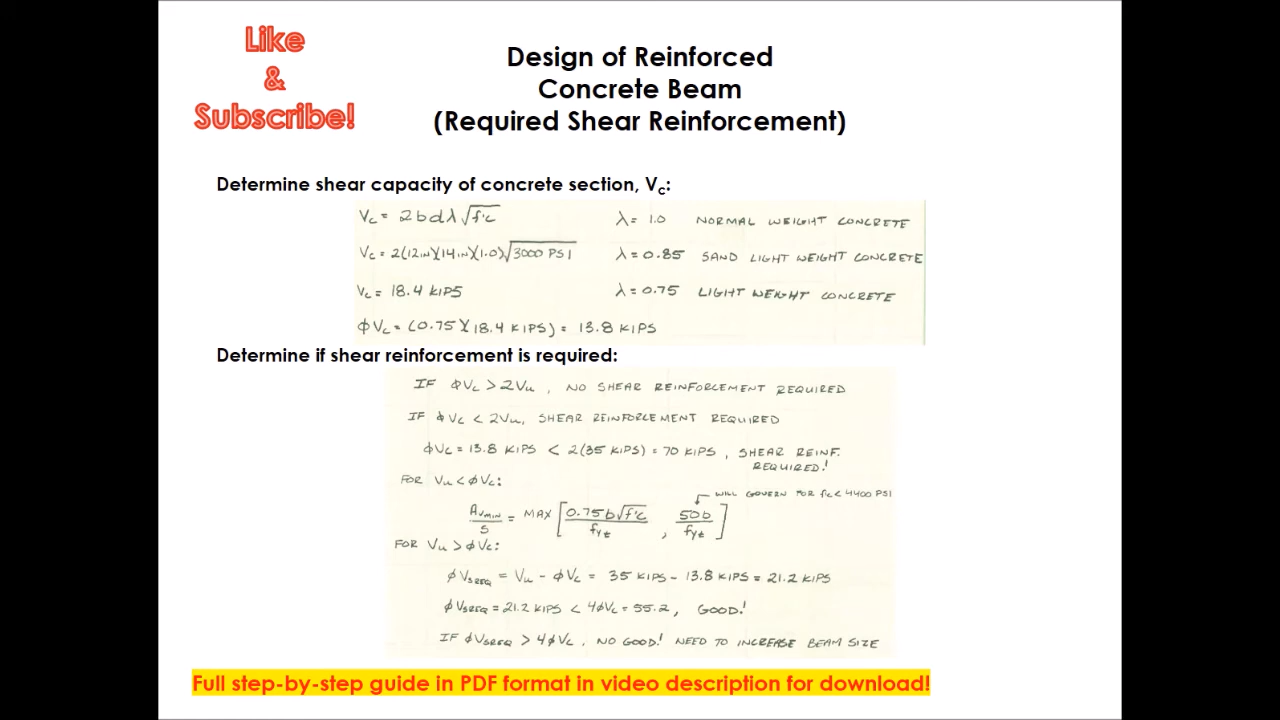 Like
&
Subscribe!
Design of Reinforced
Concrete Beam
(Required Shear Reinforcement)
Determine shear capacity of concrete section, Vc:
Vc = 2bdλ√f'c
λ = 1.0 NORMAL WEIGHT CONCRETE
Vc = 2(12IN)(14IN)(1.0)√3000 PSI
λ = 0.85 SAND LIGHT WEIGHT CONCRETE
Vc = 18.4 KIPS
λ = 0.75 LIGHT WEIGHT CONCRETE
ϕVc = (0.75)(18.4 KIPS) = 13.8 KIPS
Determine if shear reinforcement is required:
IF ϕVc > 2Vu, NO SHEAR REINFORCEMENT REQUIRED
IF ϕVc < 2Vu, SHEAR REINFORCEMENT REQUIRED
ϕVc = 13.8 KIPS < 2(35 KIPS) = 70 KIPS, SHEAR REINF.
REQUIRED!
FOR Vu < ϕVc:
WILL GOVERN FOR f'c < 4400 PSI
AVMIN/S = MAX [0.75b√f'c/fyt, 50b/fyt]
FOR Vu > ϕVc:
ϕVSREQ = Vu - ϕVc = 35 KIPS - 13.8 KIPS = 21.2 KIPS
ϕVSREQ = 21.2 KIPS < 4ϕVc = 55.2, GOOD!
IF ϕVSREQ > 4ϕVc, NO GOOD! NEED TO INCREASE BEAM SIZE
Full step-by-step guide in PDF format in video description for download!